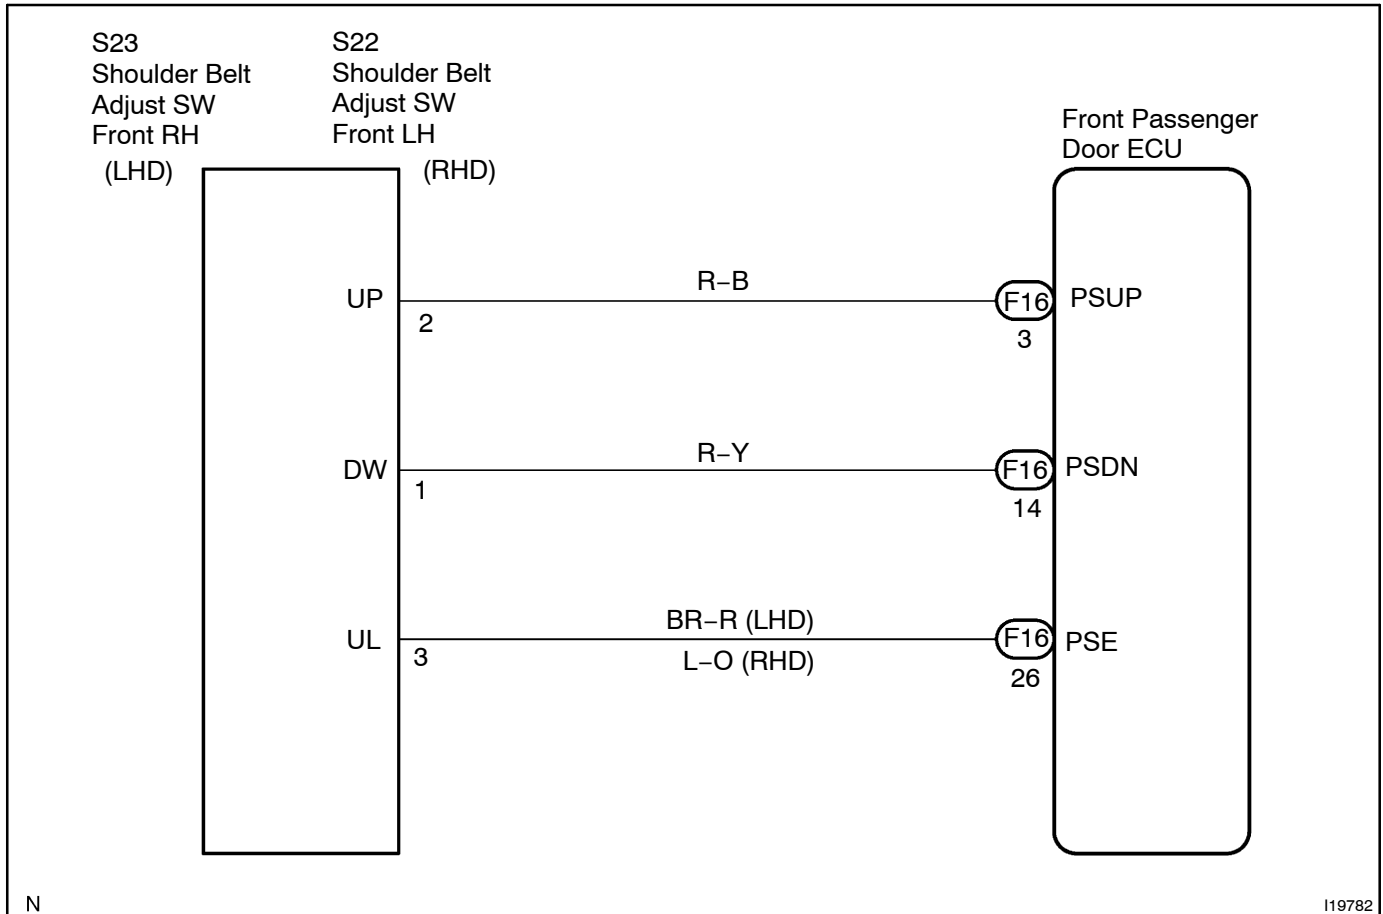 S23
Shoulder Belt
Adjust SW
Front RH
(LHD)
S22
Shoulder Belt
Adjust SW
Front LH
(RHD)
Front Passenger
Door ECU
UP
2
R–B
F16
3
PSUP
DW
1
R–Y
F16
14
PSDN
UL
3
BR–R (LHD)
L–O (RHD)
F16
26
PSE
N
I19782